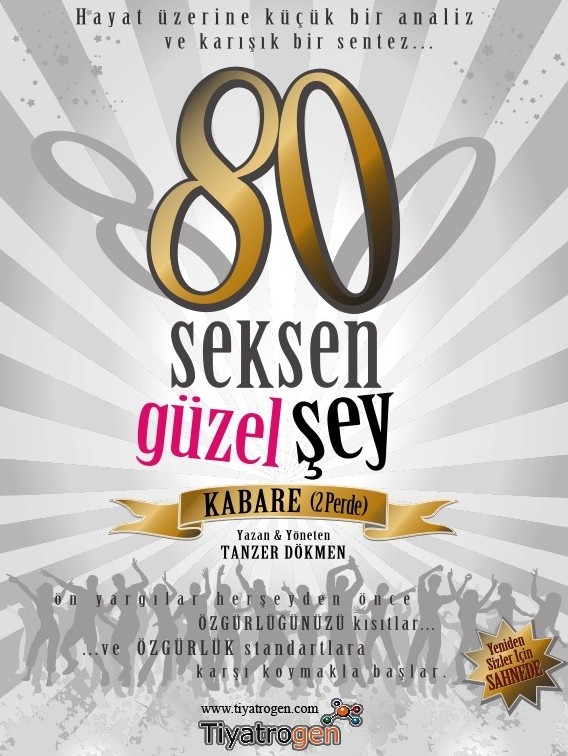 Hayat üzerine küçük bir analiz
ve karışık bir sentez...
80
seksen
güzel şey
KABARE (2Perde)
Yazan & Yöneten
TANZER DÖKMEN
ön yargılar herşeyden önce
ÖZGÜRLÜĞÜNÜZÜ kısıtlar...
...ve ÖZGÜRLÜK standartlara
karşı koymakla başlar.
Yeniden
Sizler İçin
SAHNEDE
www.tiyatrogen.com
Tiyatrogen